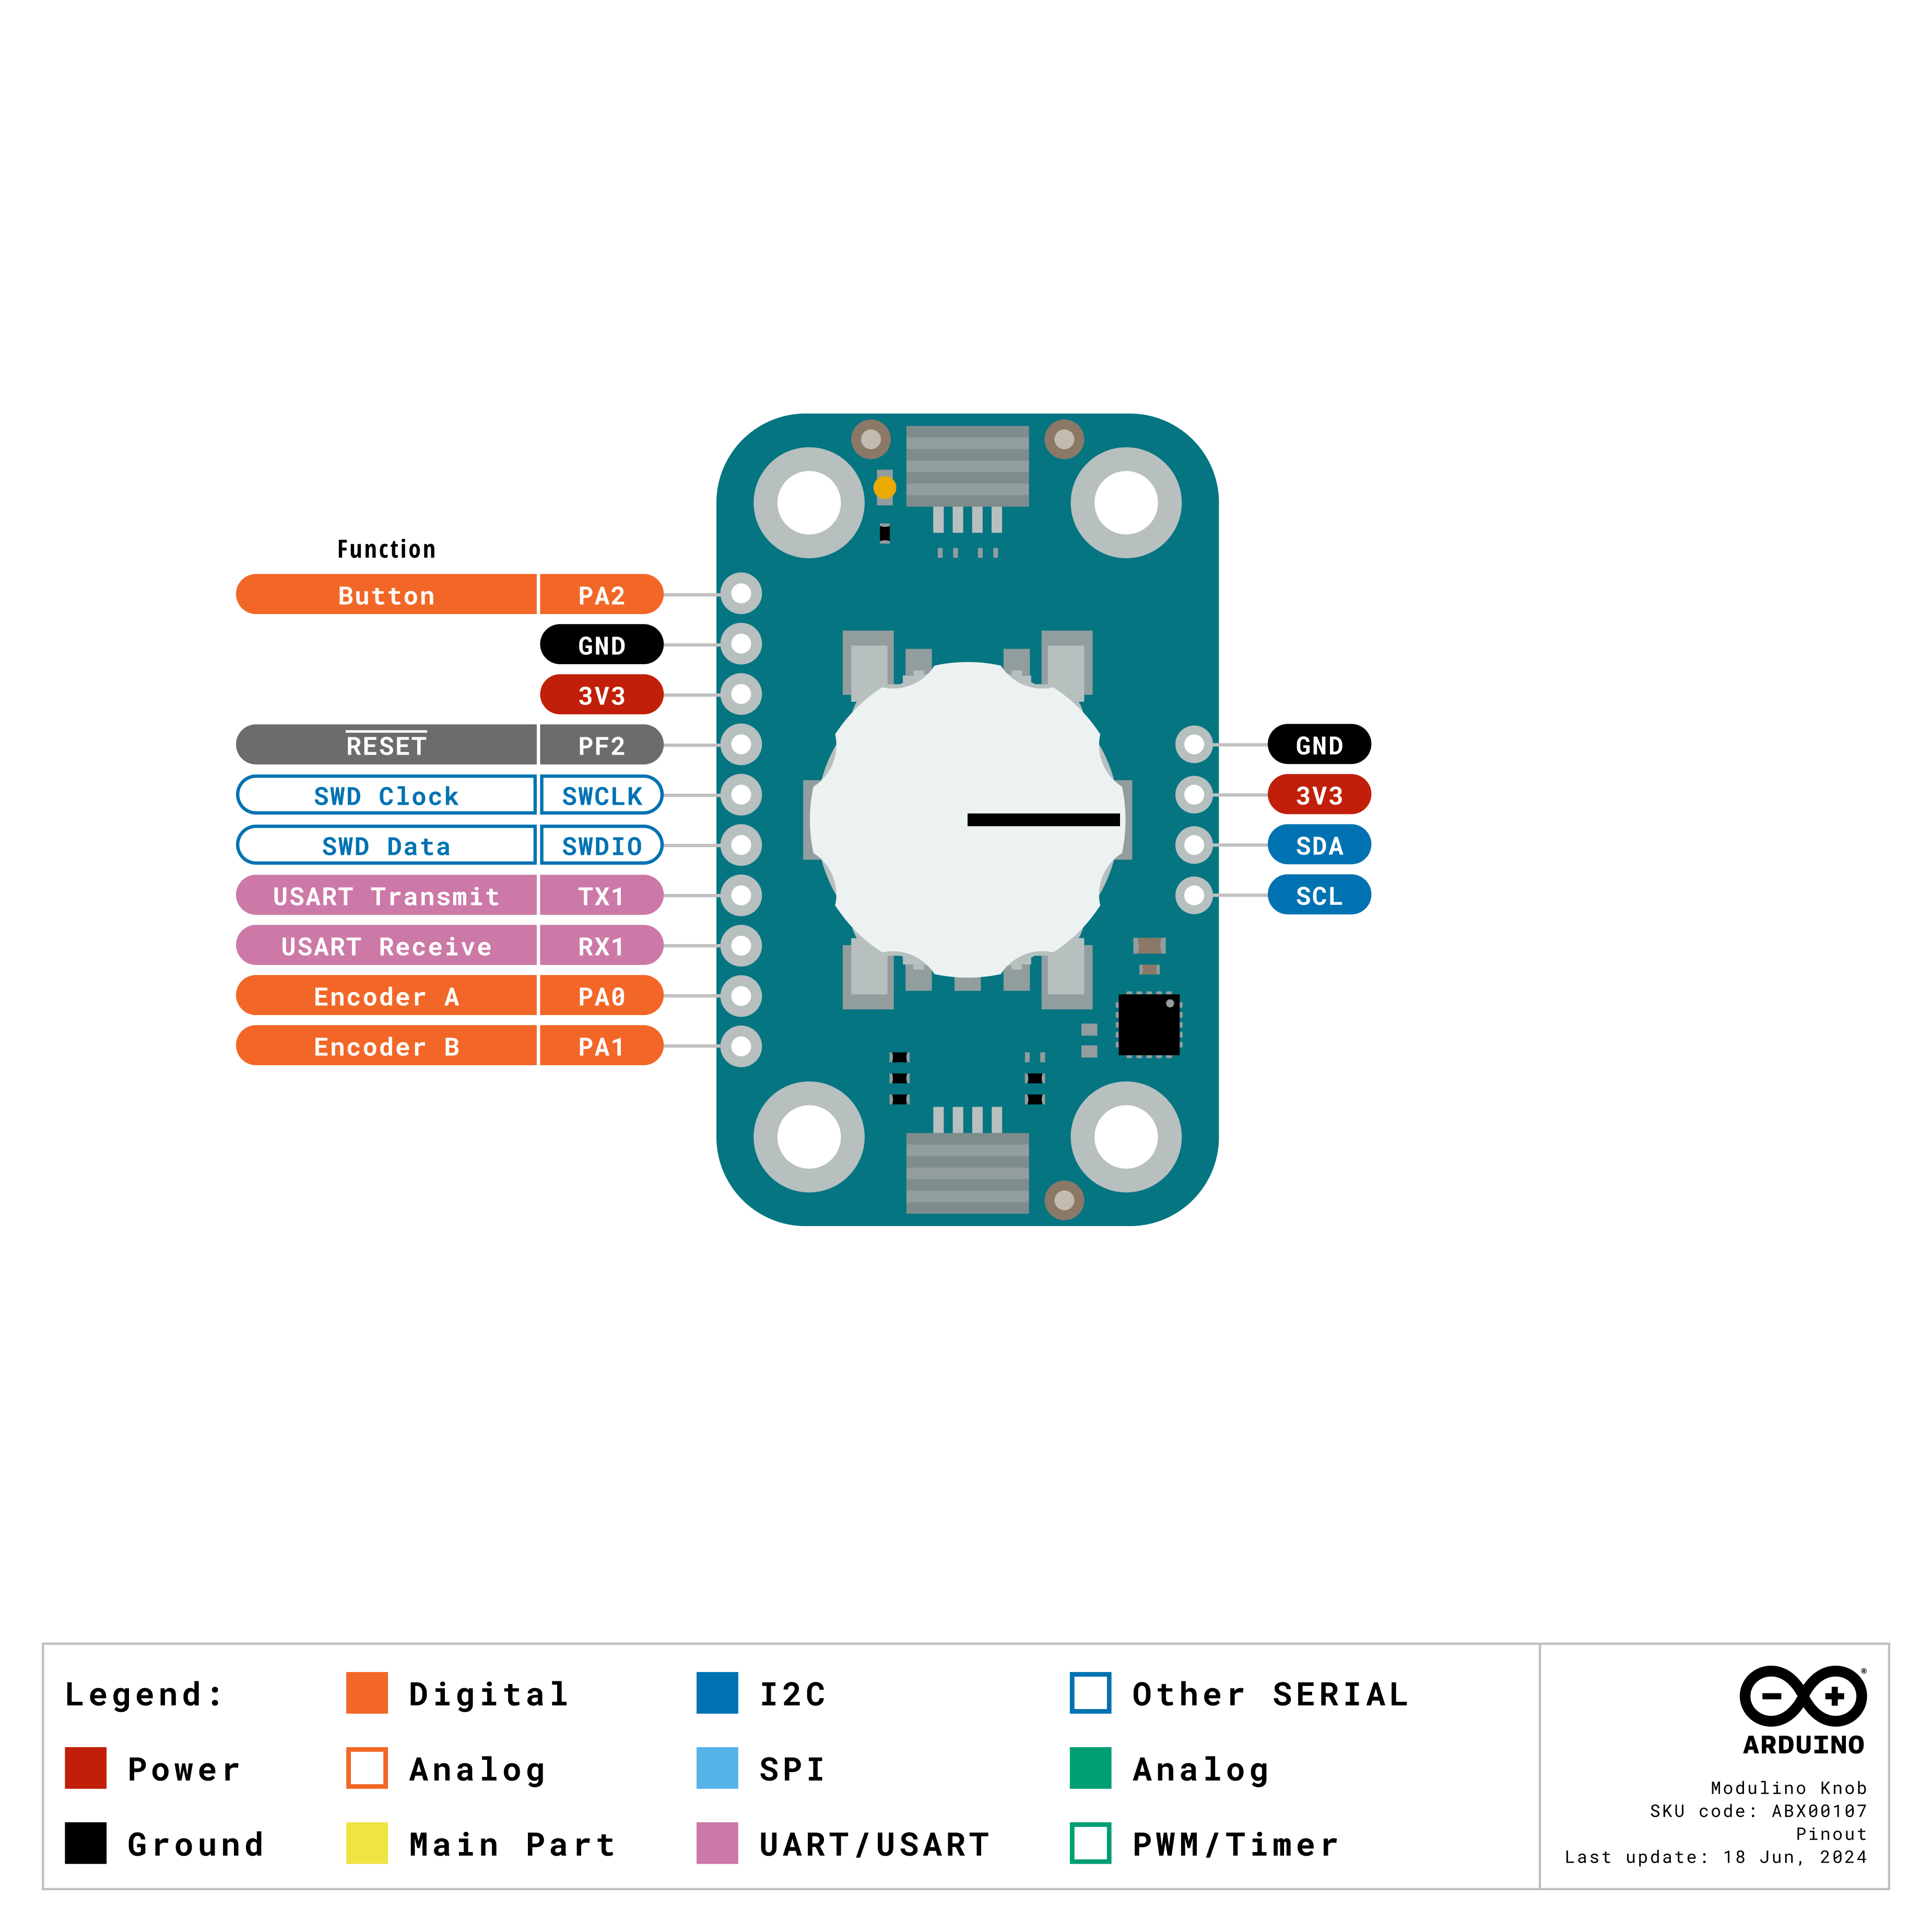 Function
Button PA2
GND
3V3
RESET PF2
SWD Clock SWCLK
SWD Data SWDIO
USART Transmit TX1
USART Receive RX1
Encoder A PA0
Encoder B PA1
GND
3V3
SDA
SCL
Legend:
Power
Ground
Digital
Analog
Main Part
I2C
SPI
UART/USART
Other SERIAL
Analog
PWM/Timer
®
ARDUINO
Modulino Knob
SKU code: ABX00107
Pinout
Last update: 18 Jun, 2024